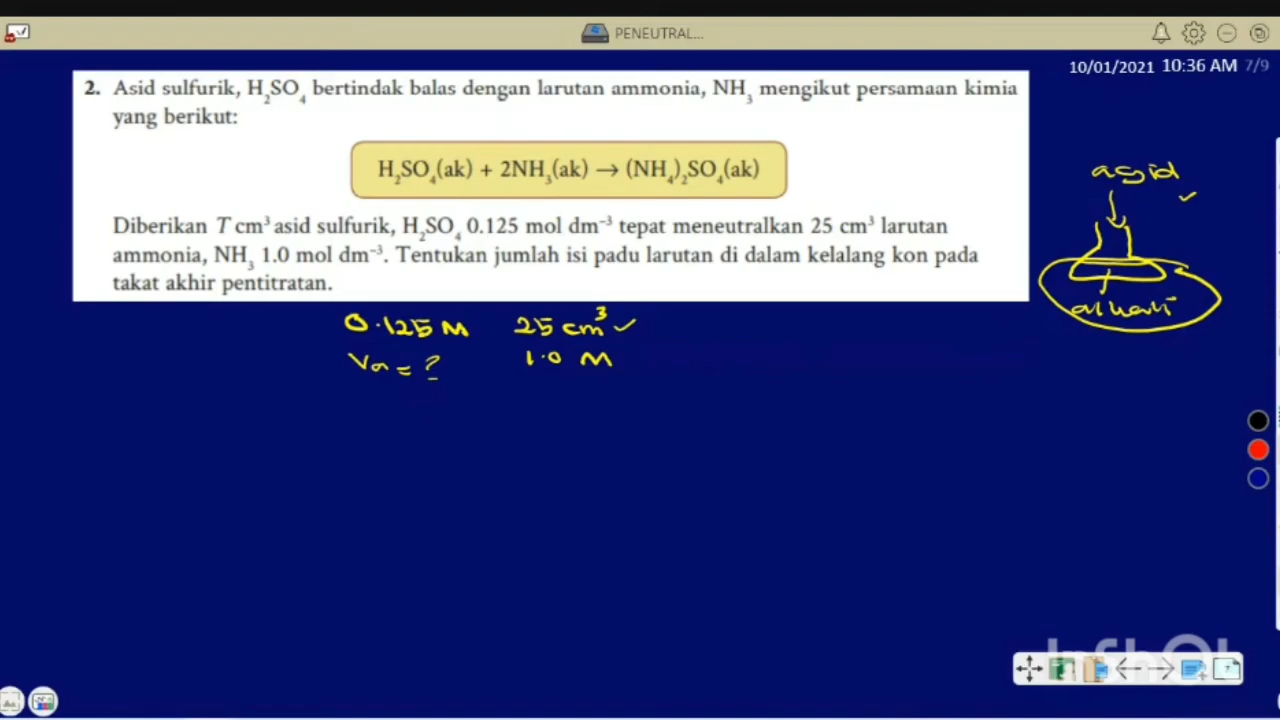 PENEUTRAL...
10/01/2021 10:36 AM 7/9
2. Asid sulfurik, H₂SO₄ bertindak balas dengan larutan ammonia, NH₃ mengikut persamaan kimia
yang berikut:
H₂SO₄(ak) + 2NH₃(ak) → (NH₄)₂SO₄(ak)
Diberikan T cm³ asid sulfurik, H₂SO₄ 0.125 mol dm⁻³ tepat meneutralkan 25 cm³ larutan
ammonia, NH₃ 1.0 mol dm⁻³. Tentukan jumlah isi padu larutan di dalam kelalang kon pada
takat akhir pentitratan.
asid
alkali
0.125 M 25 cm³ ✓
Va = ? 1.0 M